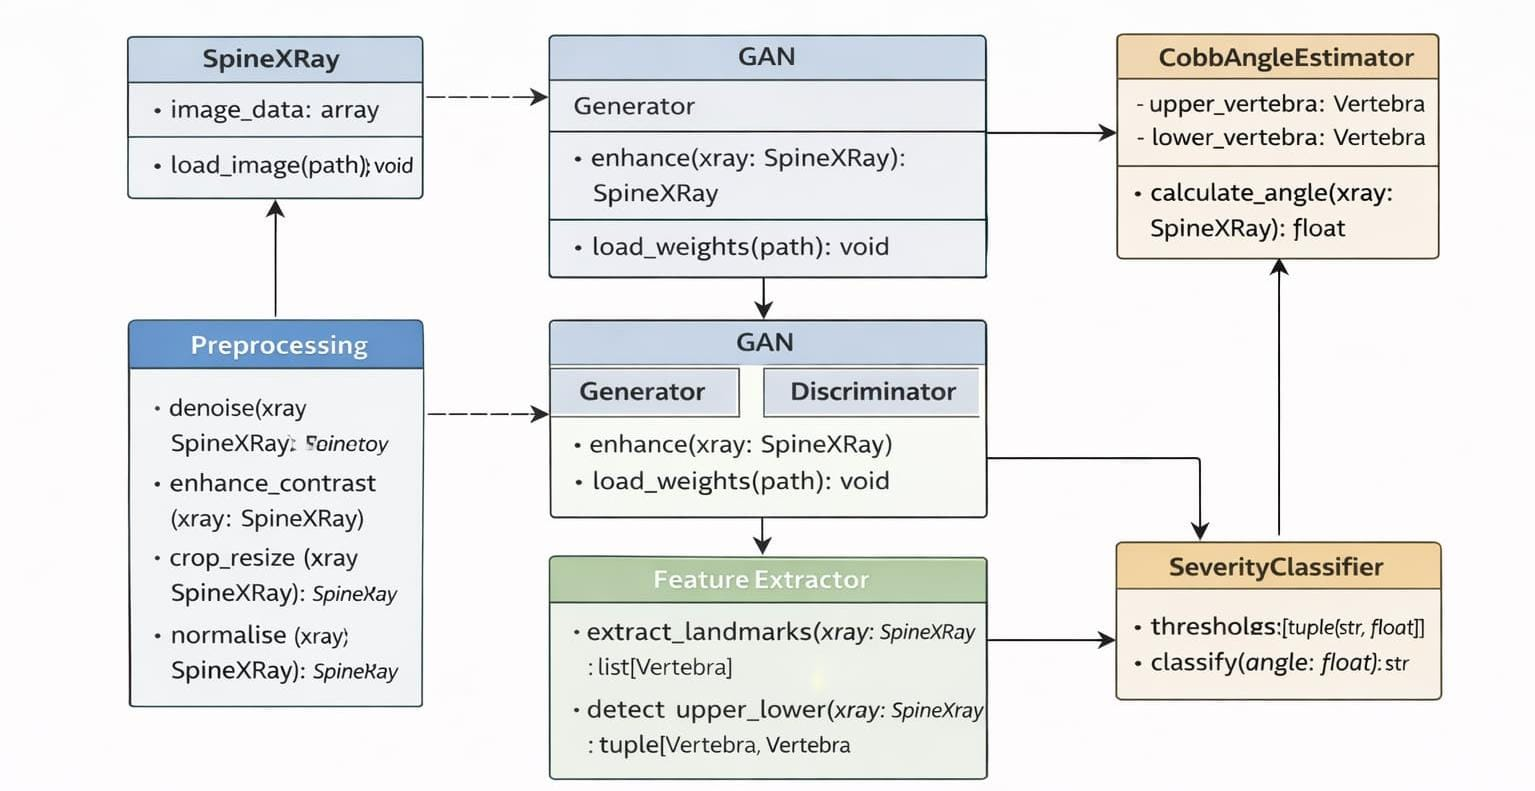 SpineXRay
• image_data: array
• load_image(path); void
GAN
Generator
• enhance(xray: SpineXRay):
SpineXRay
• load_weights(path): void
CobbAngleEstimator
- upper_vertebra: Vertebra
- lower_vertebra: Vertebra
• calculate_angle(xray:
SpineXRay): float
Preprocessing
• denoise(xray
SpineXRay:
• enhance_contrast
(xray: SpineXRay)
• crop_resize (xray
SpineXRay): SpineXay
• normalise (xray)
SpineXRay): SpineRay
GAN
Generator
Discriminator
• enhance(xray: SpineXRay)
• load_weights(path): void
Feature Extractor
• extract_landmarks(xray: SpineXRay
: list[Vertebra]
• detect upper_lower(xray: SpineXray
: tuple[Vertebra, Vertebra
SeverityClassifier
• thresholgs:[tuple(str, float]]
• classify(angle: float): str